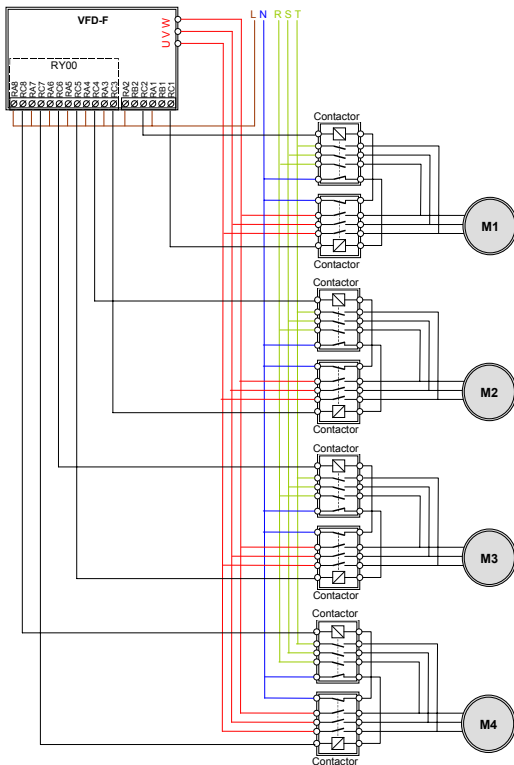 VFD-F
U V W
L N R S T
RY00
RA8 RC8 RA7 RC7 RA6 RC6 RA5 RC5 RA4 RC4 RA3 RC3 RA2 RB2 RC2 RA1 RB1 RC1
Contactor
M1
Contactor
Contactor
M2
Contactor
Contactor
M3
Contactor
Contactor
M4
Contactor